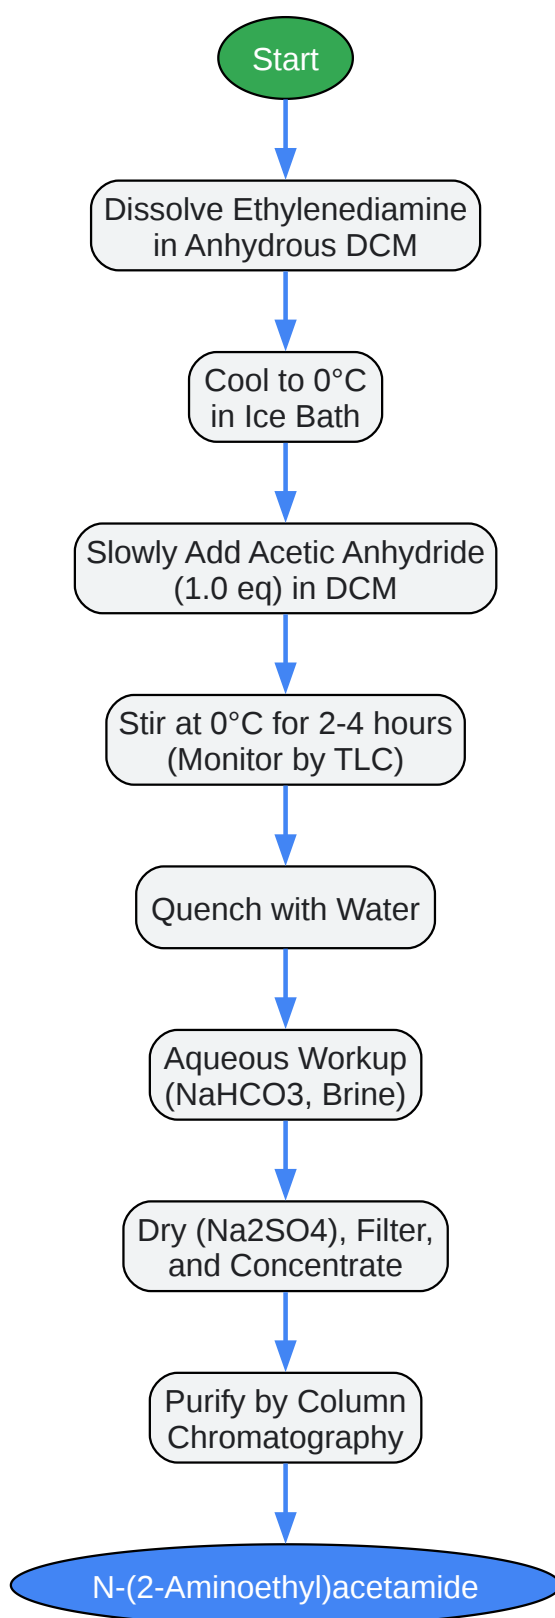 Start
Dissolve Ethylenediamine
in Anhydrous DCM
Cool to 0°C
in Ice Bath
Slowly Add Acetic Anhydride
(1.0 eq) in DCM
Stir at 0°C for 2-4 hours
(Monitor by TLC)
Quench with Water
Aqueous Workup
(NaHCO3, Brine)
Dry (Na2SO4), Filter,
and Concentrate
Purify by Column
Chromatography
N-(2-Aminoethyl)acetamide